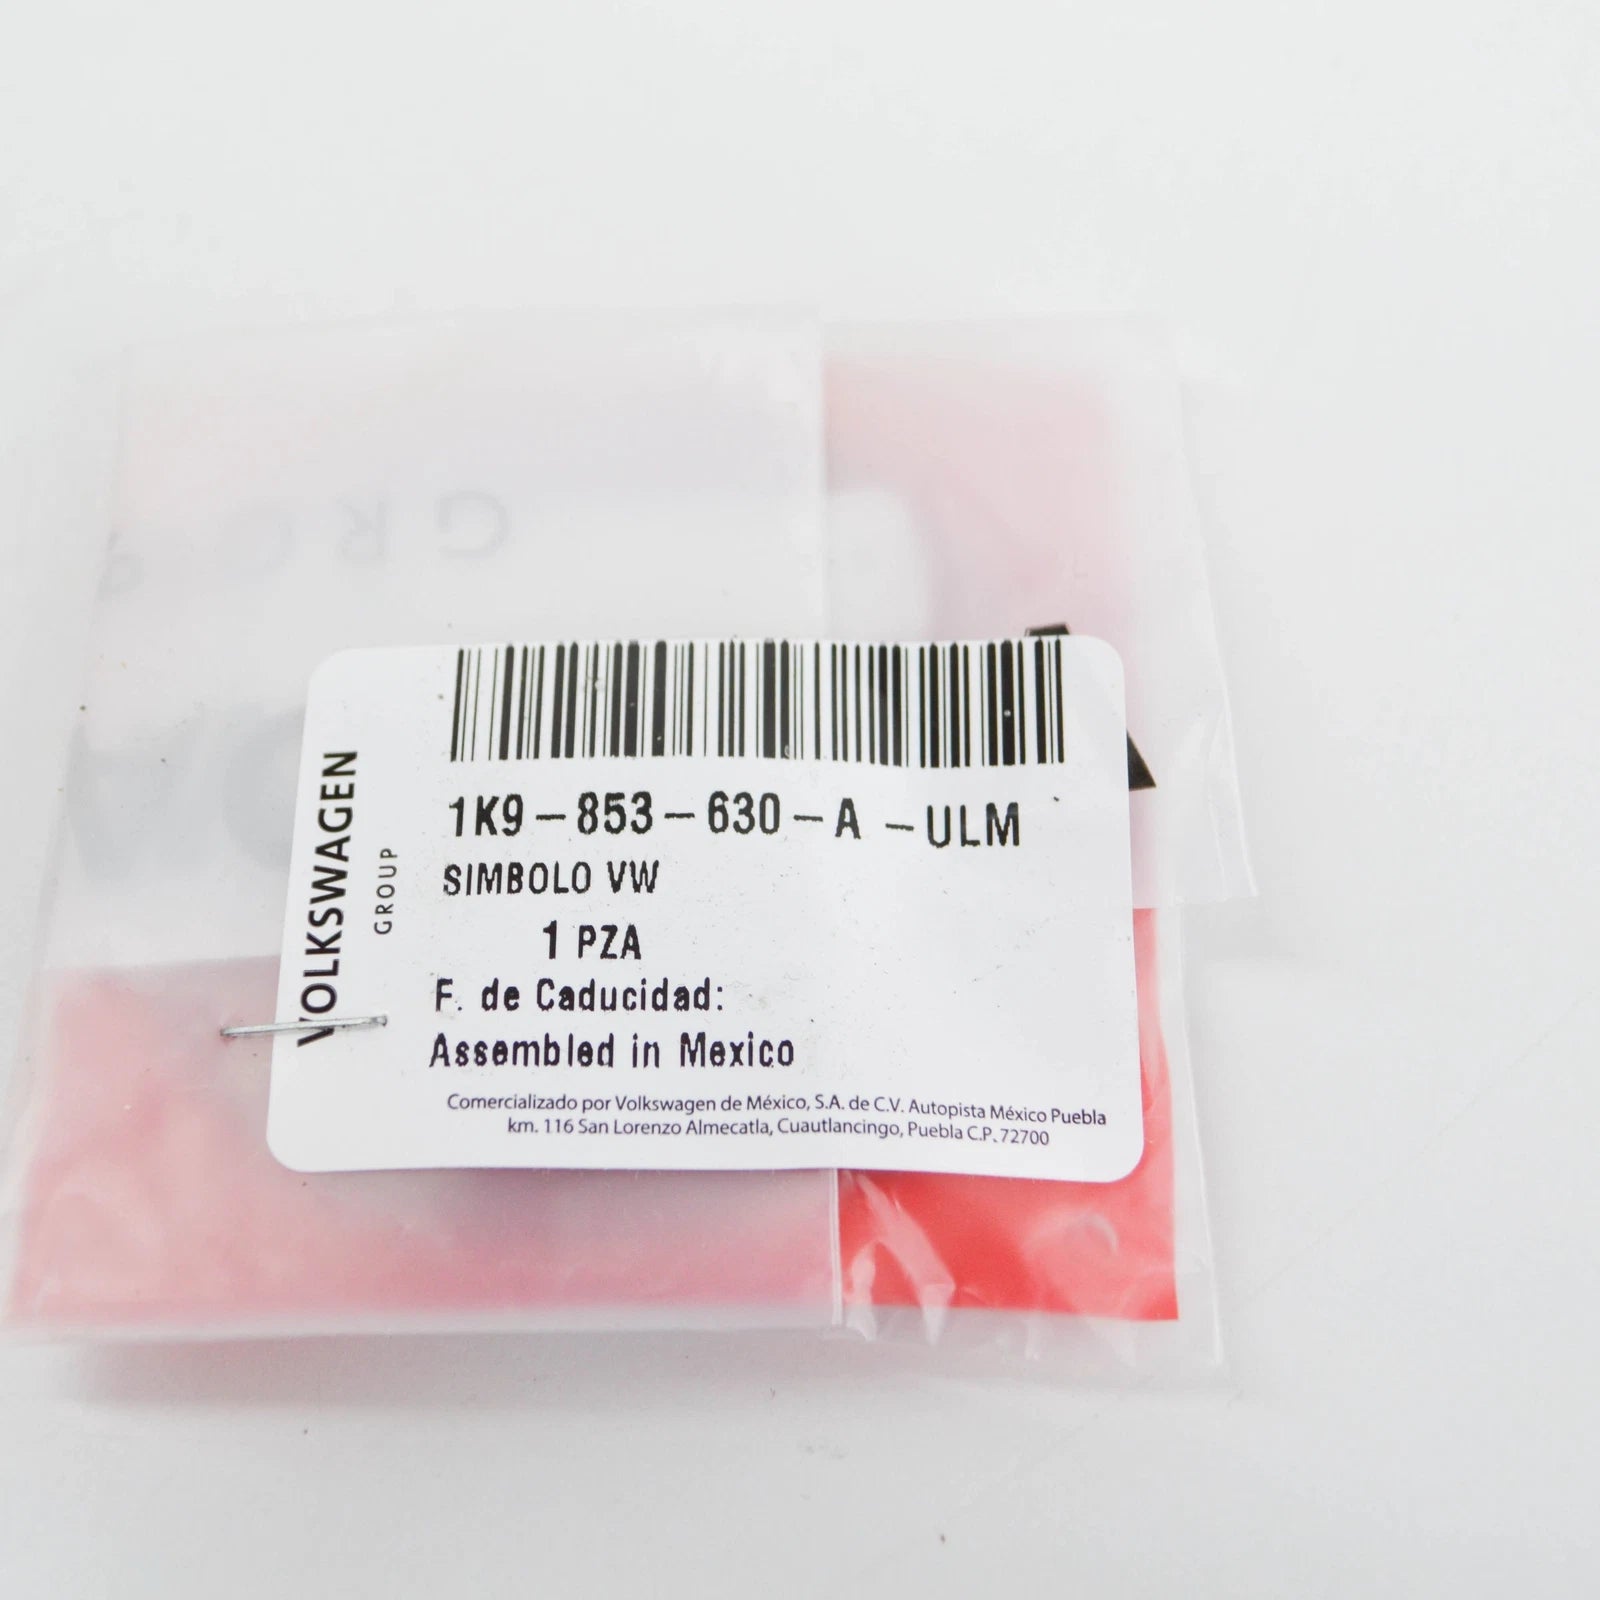 VOLKSWAGEN
GROUP
1K9-853-630-A -ULM
SIMBOLO VW
1 PZA
F. de Caducidad:
Assembled in Mexico
Comercializado por Volkswagen de México, S.A. de C.V. Autopista México Puebla
km. 116 San Lorenzo Almecatla, Cuautlancingo, Puebla C.P. 72700